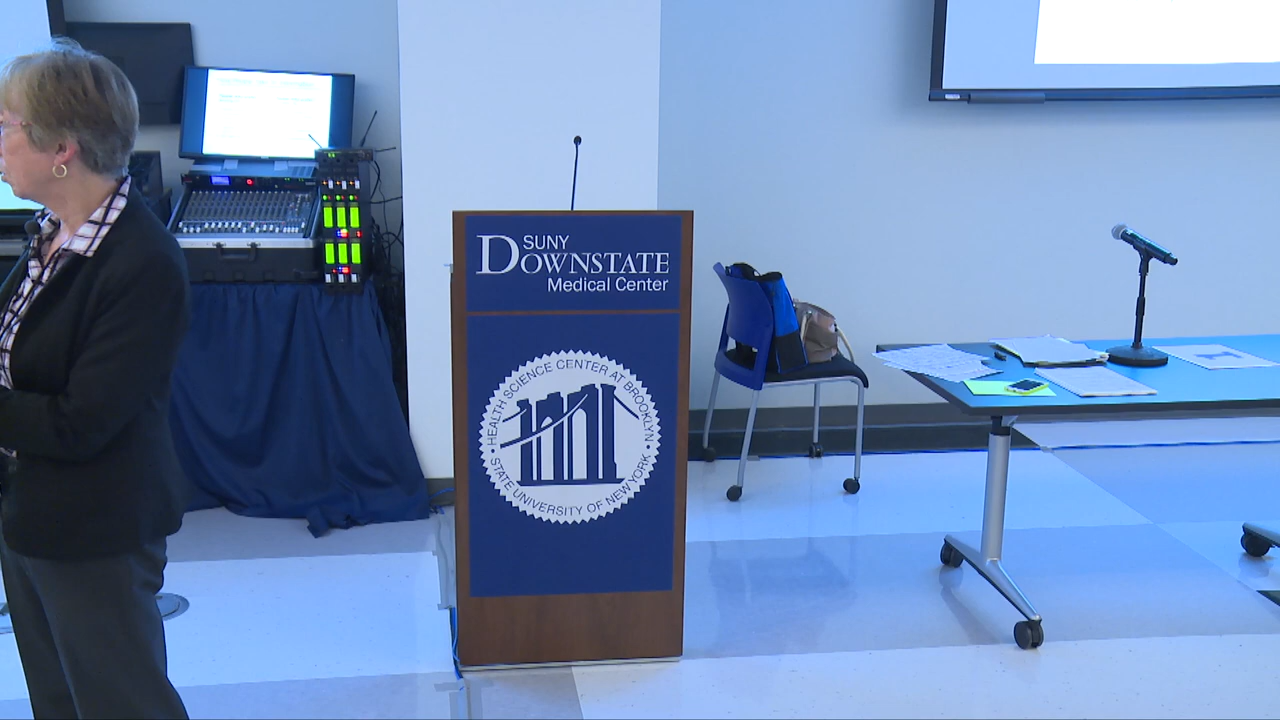 SUNY
DOWNSTATE
Medical Center
HEALTH SCIENCE CENTER AT BROOKLYN
STATE UNIVERSITY OF NEW YORK